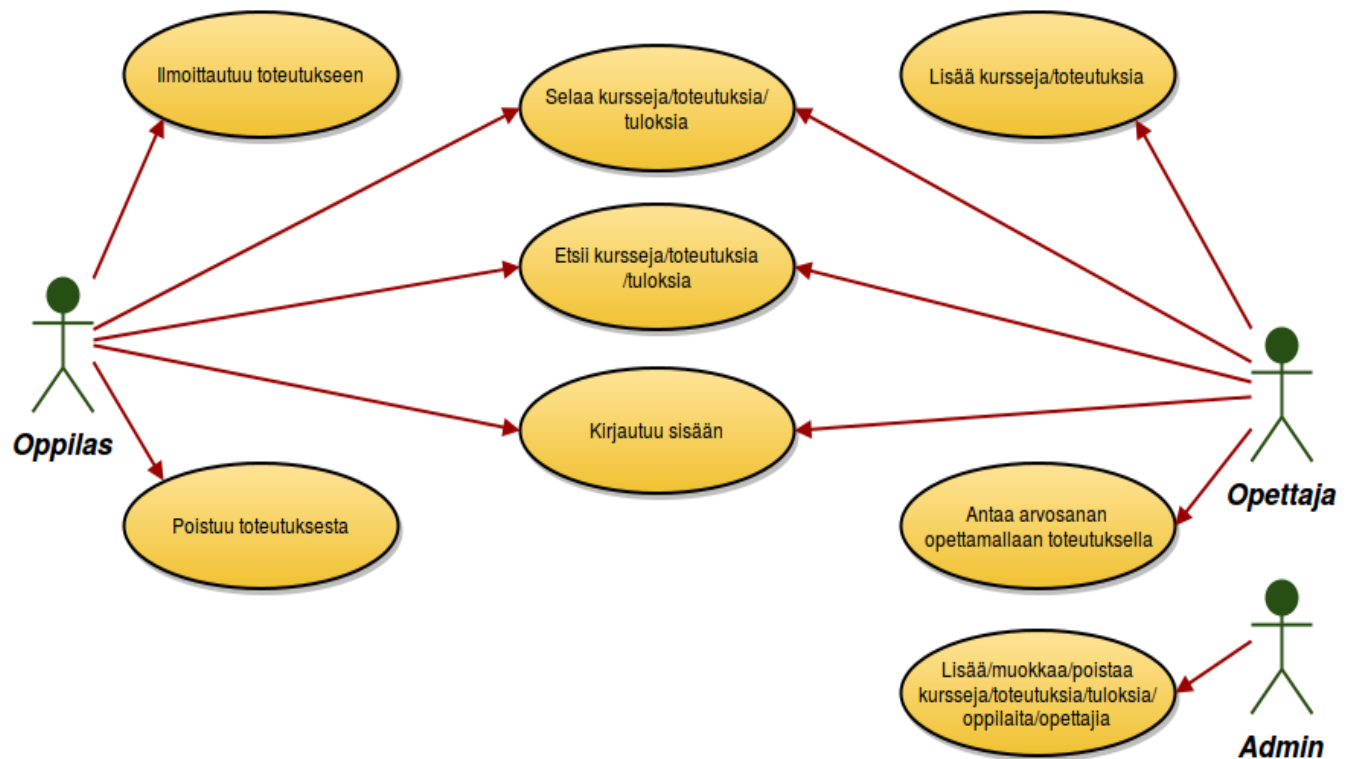 Ilmoittautuu toteutukseen
Selaa kursseja/toteutuksia/
tuloksia
Lisää kursseja/toteutuksia
Etsii kursseja/toteutuksia
/tuloksia
Kirjautuu sisään
Oppilas
Opettaja
Poistuu toteutuksesta
Antaa arvosanan
opettamallaan toteutuksella
Lisää/muokkaa/poistaa
kursseja/toteutuksia/tuloksia/
oppilaita/opettajia
Admin